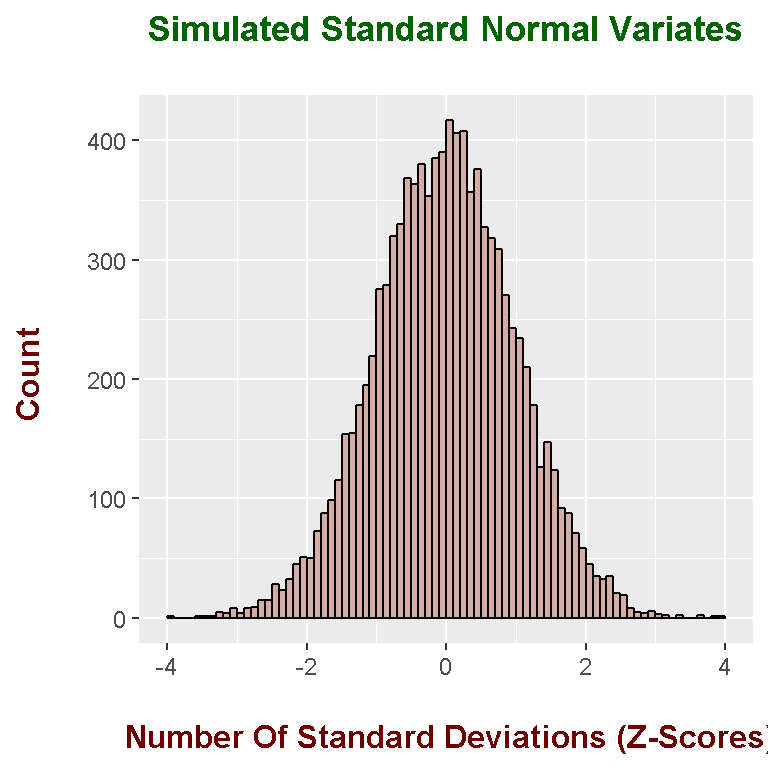 Simulated Standard Normal Variates
400
300
200
100
0
Count
-4 -2 0 2 4
Number Of Standard Deviations (Z-Scores)